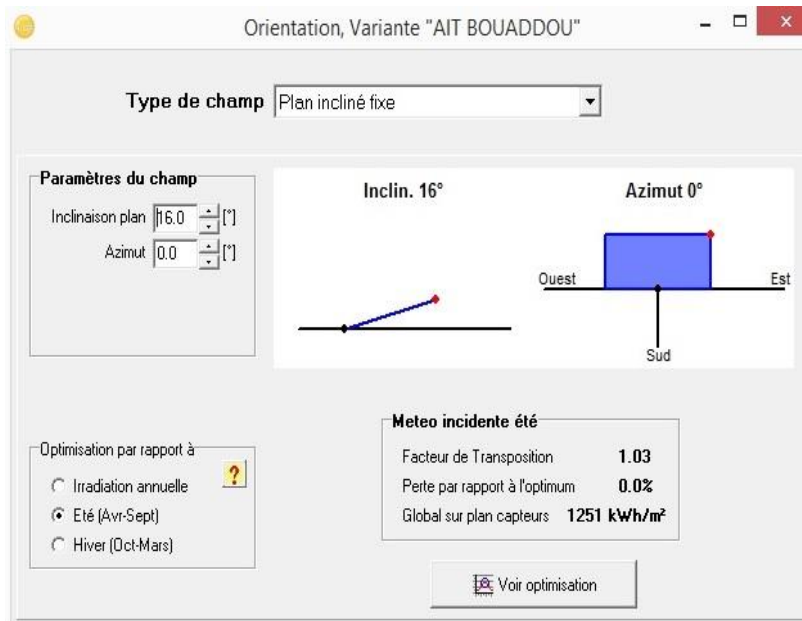 Orientation, Variante "AIT BOUADDOU"
Type de champ Plan incliné fixe
Paramètres du champ
Inclinaison plan 16.0 [°]
Azimut 0.0 [°]
Inclin. 16°
Azimut 0°
Ouest
Est
Sud
Optimisation par rapport à
?
Irradiation annuelle
Eté (Avr-Sept)
Hiver (Oct-Mars)
Meteo incidente été
Facteur de Transposition 1.03
Perte par rapport à l'optimum 0.0%
Global sur plan capteurs 1251 kWh/m²
Voir optimisation